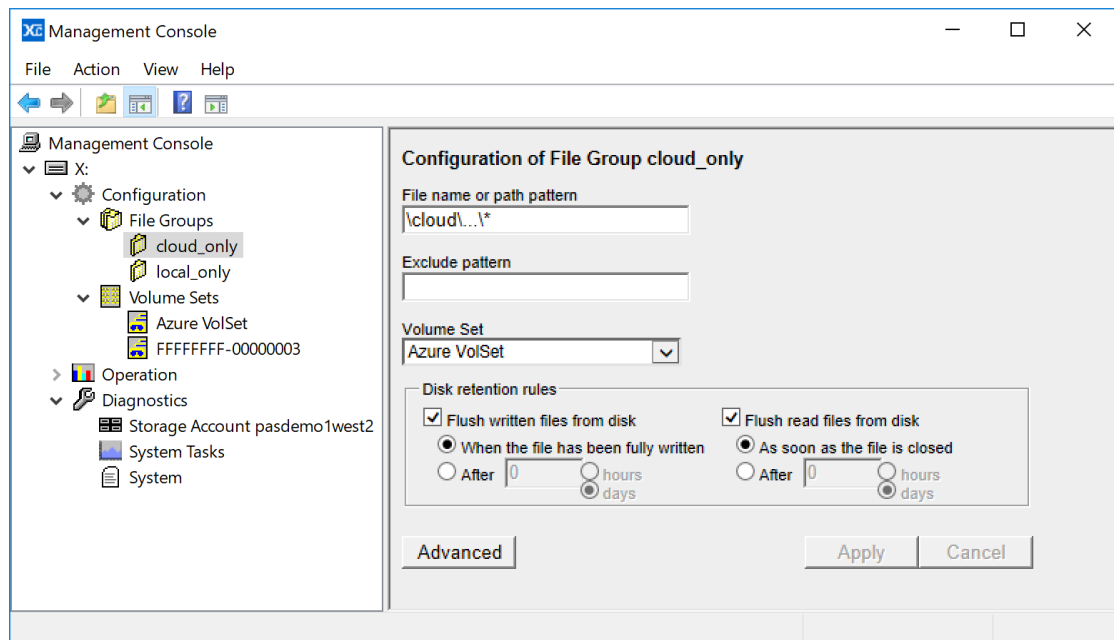 XC Management Console
File Action View Help
?
Management Console
X:
Configuration
File Groups
cloud_only
local_only
Volume Sets
Azure VolSet
FFFFFFFF-00000003
Operation
Diagnostics
Storage Account pasdemo1west2
System Tasks
System
Configuration of File Group cloud_only
File name or path pattern
\cloud\...\*
Exclude pattern
Volume Set
Azure VolSet
Disk retention rules
Flush written files from disk
When the file has been fully written
After 0 hours
days
Flush read files from disk
As soon as the file is closed
After 0 hours
days
Advanced
Apply Cancel